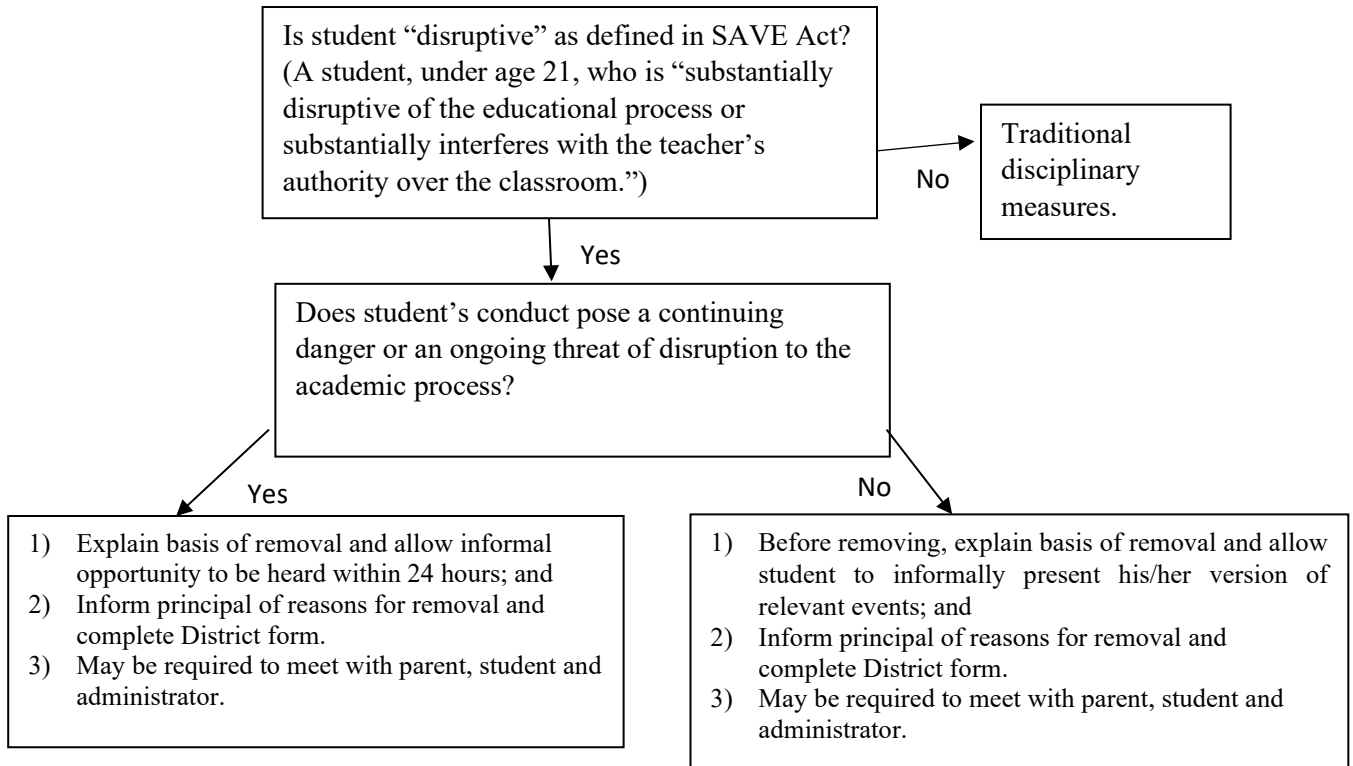 Is student “disruptive” as defined in SAVE Act?
(A student, under age 21, who is “substantially
disruptive of the educational process or
substantially interferes with the teacher’s
authority over the classroom.”)
No
Traditional
disciplinary
measures.
Yes
Does student’s conduct pose a continuing
danger or an ongoing threat of disruption to the
academic process?
Yes
No
1) Explain basis of removal and allow informal
opportunity to be heard within 24 hours; and
2) Inform principal of reasons for removal and
complete District form.
3) May be required to meet with parent, student and
administrator.
1) Before removing, explain basis of removal and allow
student to informally present his/her version of
relevant events; and
2) Inform principal of reasons for removal and
complete District form.
3) May be required to meet with parent, student and
administrator.